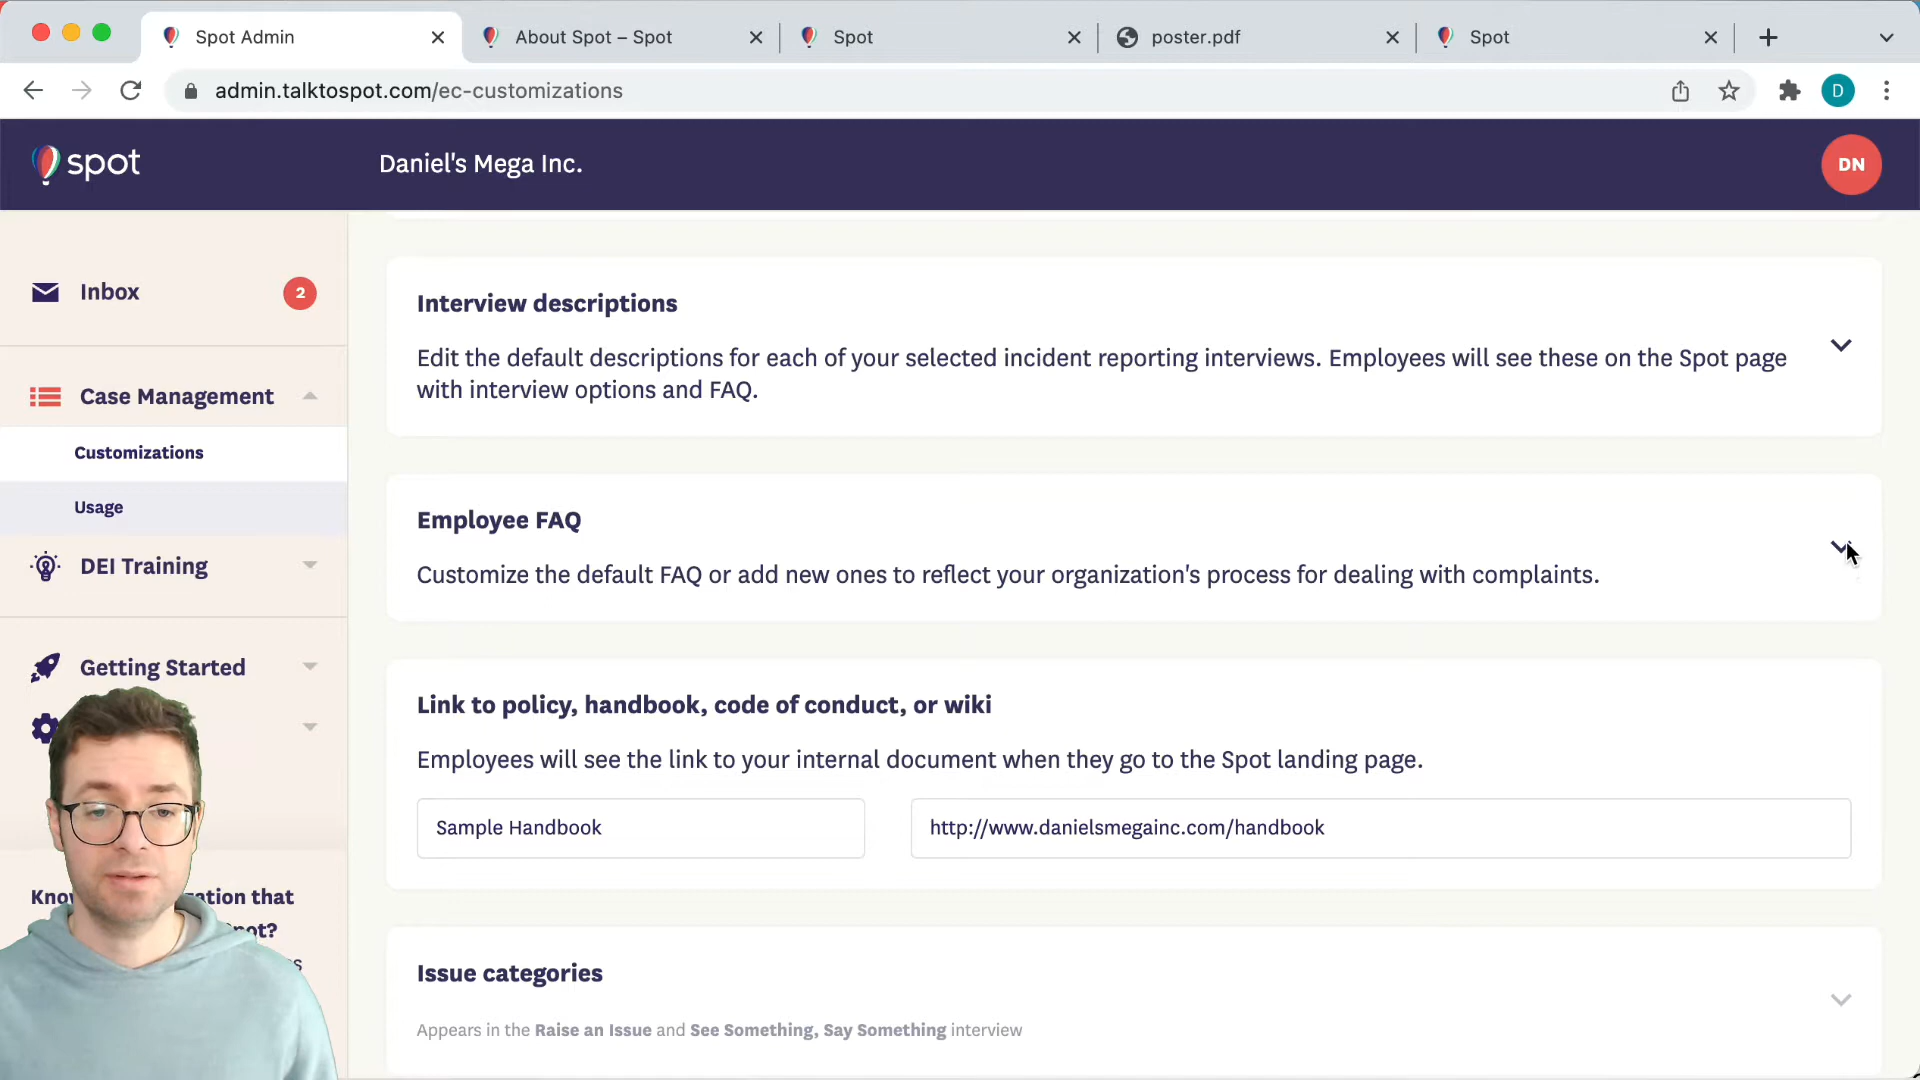 Spot Admin
About Spot – Spot
Spot
poster.pdf
Spot
admin.talktospot.com/ec-customizations
D
spot
Daniel's Mega Inc.
DN
Inbox
2
Case Management
Customizations
Usage
DEI Training
Getting Started
Interview descriptions
Edit the default descriptions for each of your selected incident reporting interviews. Employees will see these on the Spot page
with interview options and FAQ.
Employee FAQ
Customize the default FAQ or add new ones to reflect your organization's process for dealing with complaints.
Link to policy, handbook, code of conduct, or wiki
Employees will see the link to your internal document when they go to the Spot landing page.
Sample Handbook
http://www.danielsmegainc.com/handbook
Issue categories
Appears in the Raise an Issue and See Something, Say Something interview
that